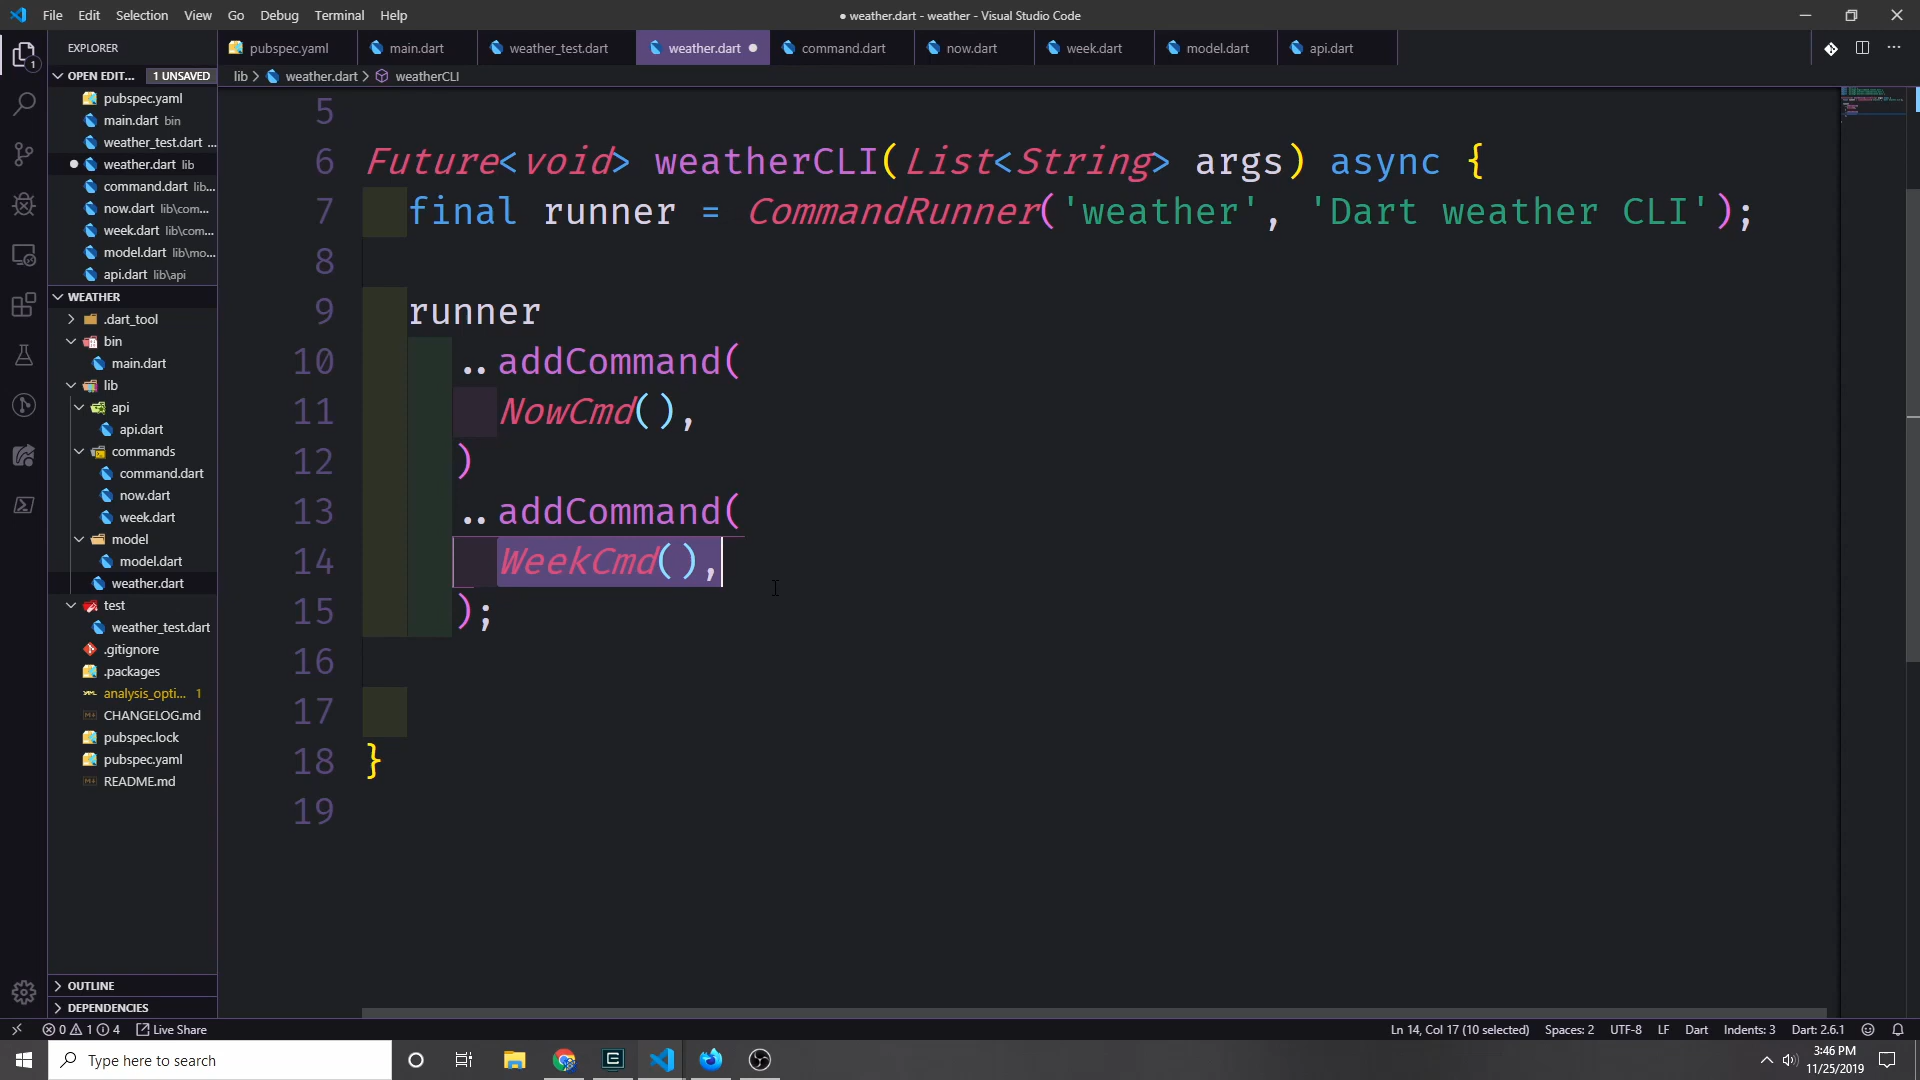 File Edit Selection View Go Debug Terminal Help
● weather.dart - weather - Visual Studio Code
EXPLORER
pubspec.yaml main.dart weather_test.dart weather.dart command.dart now.dart week.dart model.dart api.dart
OPEN EDIT... 1 UNSAVED
lib > weather.dart > weatherCLI
1
pubspec.yaml
main.dart bin
weather_test.dart ...
weather.dart lib
command.dart lib...
now.dart lib\com...
week.dart lib\com...
model.dart lib\mo...
api.dart lib\api
WEATHER
.dart_tool
bin
main.dart
lib
api
api.dart
commands
command.dart
now.dart
week.dart
model
model.dart
weather.dart
test
weather_test.dart
.gitignore
.packages
analysis_opti... 1
CHANGELOG.md
pubspec.lock
pubspec.yaml
README.md
OUTLINE
DEPENDENCIES
5
6 Future<void> weatherCLI(List<String> args) async {
7 final runner = CommandRunner('weather', 'Dart weather CLI');
8
9 runner
10 ..addCommand(
11 NowCmd(),
12 )
13 ..addCommand(
14 WeekCmd(),
15 );
16
17
18 }
19
0 1 4 Live Share
Ln 14, Col 17 (10 selected) Spaces: 2 UTF-8 LF Dart Indents: 3 Dart: 2.6.1
Type here to search
3:46 PM
11/25/2019